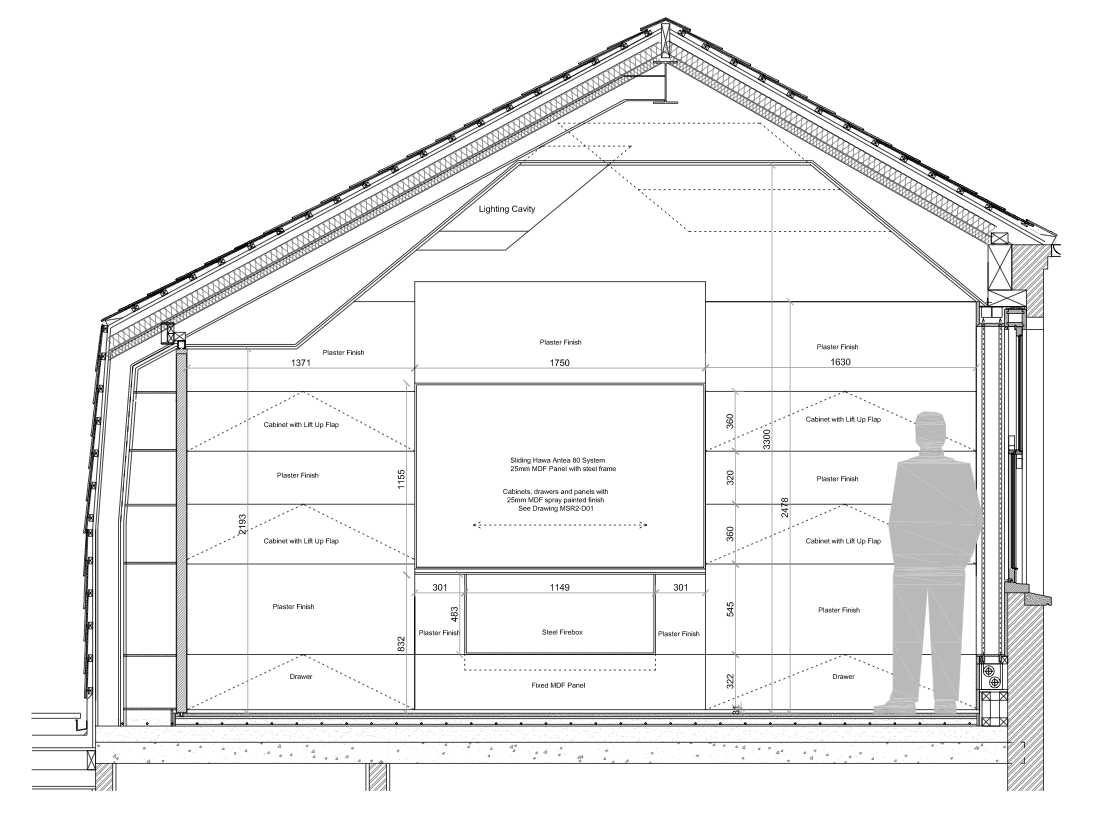 Lighting Cavity
Plaster Finish
Plaster Finish
Plaster Finish
1371
1750
1630
Cabinet with Lift Up Flap
Cabinet with Lift Up Flap
360
3300
Sliding Hawa Antea 80 System
25mm MDF Panel with steel frame
Plaster Finish
1155
320
Plaster Finish
Cabinets, drawers and panels with
25mm MDF spray painted finish
See Drawing MSR2-D01
2478
2193
Cabinet with Lift Up Flap
360
Cabinet with Lift Up Flap
301
1149
301
Plaster Finish
483
545
Plaster Finish
Plaster Finish
Steel Firebox
Plaster Finish
832
Drawer
Fixed MDF Panel
322
Drawer
31